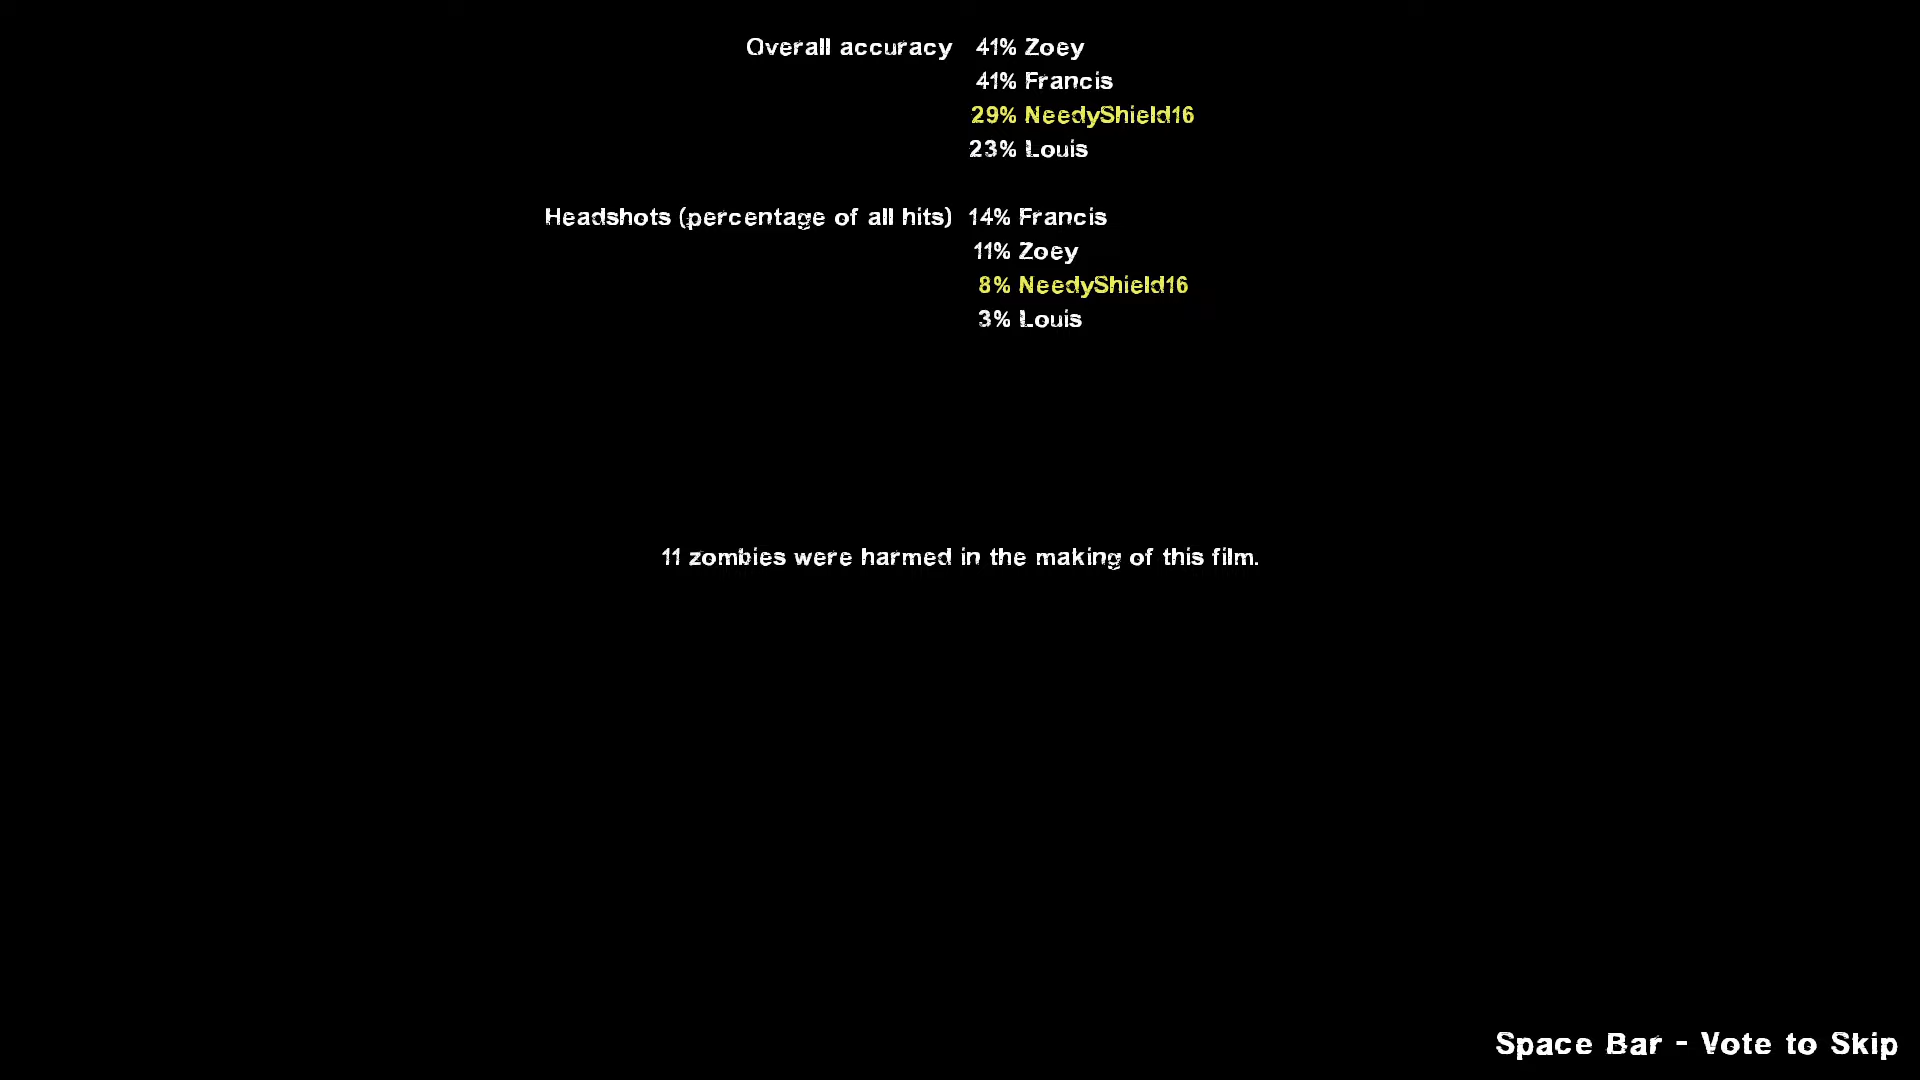 Overall accuracy 41% Zoey
41% Francis
29% NeedyShield16
23% Louis
Headshots (percentage of all hits) 14% Francis
11% Zoey
8% NeedyShield16
3% Louis
11 zombies were harmed in the making of this film.
Space Bar - Vote to Skip